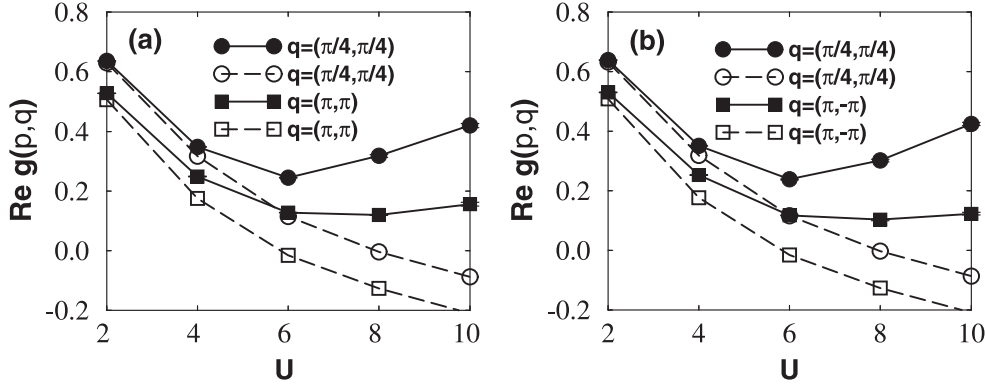 (a)
q=(π/4,π/4)
q=(π/4,π/4)
q=(π,π)
q=(π,π)
Re g(p,q)
0.8
0.6
0.4
0.2
0.0
-0.2
2 4 6 8 10
U
(b)
q=(π/4,π/4)
q=(π/4,π/4)
q=(π,-π)
q=(π,-π)
Re g(p,q)
0.8
0.6
0.4
0.2
0.0
-0.2
2 4 6 8 10
U